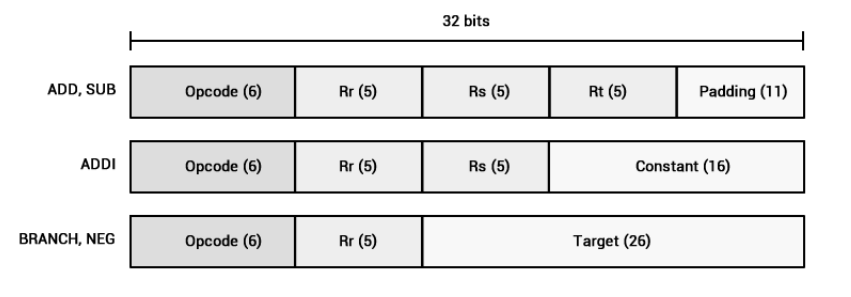 32 bits
ADD, SUB Opcode (6) Rr (5) Rs (5) Rt (5) Padding (11)
ADDI Opcode (6) Rr (5) Rs (5) Constant (16)
BRANCH, NEG Opcode (6) Rr (5) Target (26)